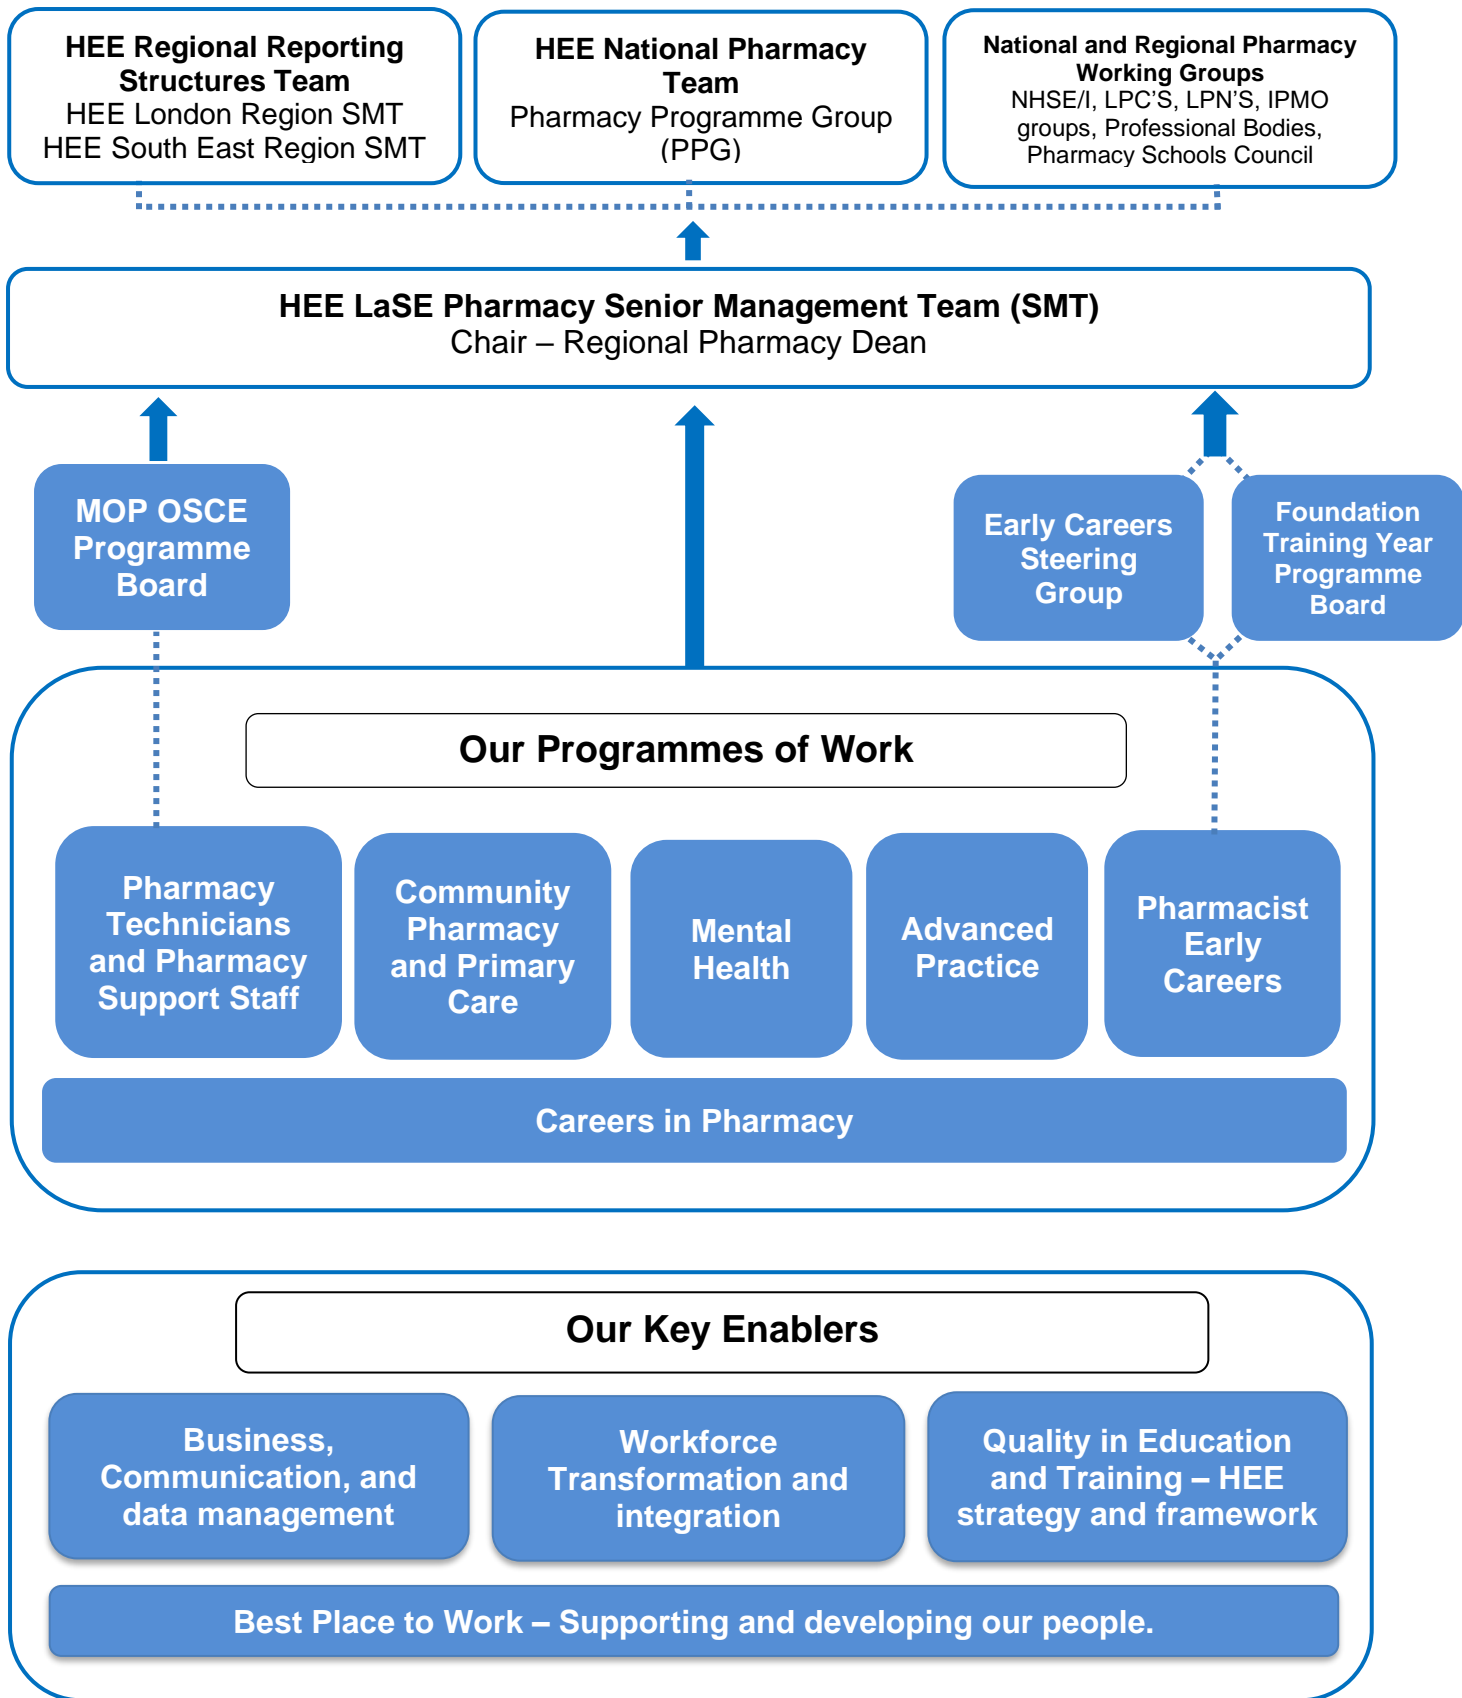 HEE Regional Reporting
Structures Team
HEE London Region SMT
HEE South East Region SMT
HEE National Pharmacy
Team
Pharmacy Programme Group
(PPG)
National and Regional Pharmacy
Working Groups
NHSE/I, LPC'S, LPN'S, IPMO
groups, Professional Bodies,
Pharmacy Schools Council
HEE LaSE Pharmacy Senior Management Team (SMT)
Chair – Regional Pharmacy Dean
MOP OSCE
Programme
Board
Early Careers
Steering
Group
Foundation
Training Year
Programme
Board
Our Programmes of Work
Pharmacy
Technicians
and Pharmacy
Support Staff
Community
Pharmacy
and Primary
Care
Mental
Health
Advanced
Practice
Pharmacist
Early
Careers
Careers in Pharmacy
Our Key Enablers
Business,
Communication, and
data management
Workforce
Transformation and
integration
Quality in Education
and Training – HEE
strategy and framework
Best Place to Work – Supporting and developing our people.